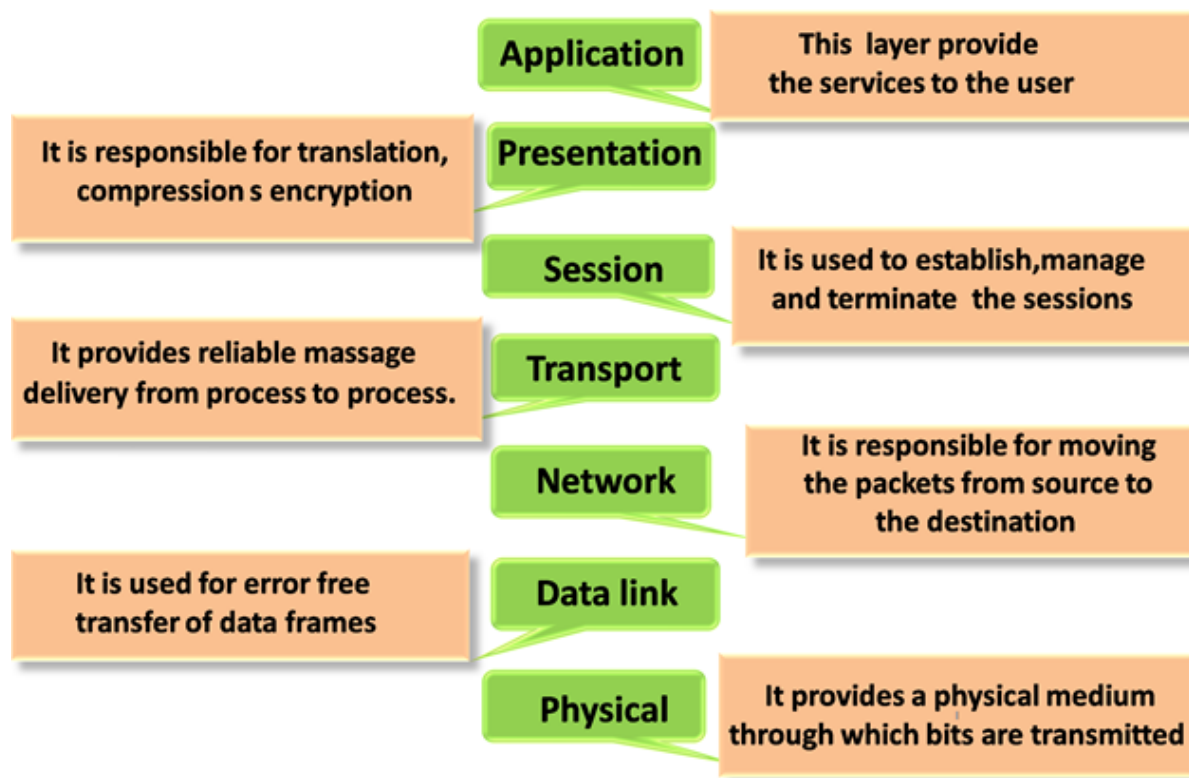 Application
This layer provide
the services to the user
Presentation
It is responsible for translation,
compression s encryption
Session
It is used to establish,manage
and terminate the sessions
Transport
It provides reliable massage
delivery from process to process.
Network
It is responsible for moving
the packets from source to
the destination
Data link
It is used for error free
transfer of data frames
Physical
It provides a physical medium
through which bits are transmitted